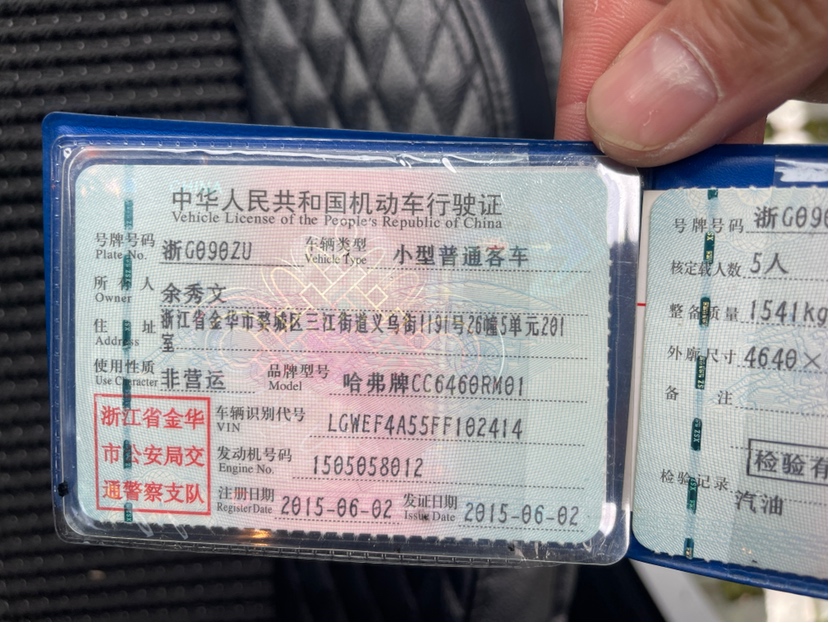 中华人民共和国机动车行驶证
Vehicle License of the People's Republic of China
号牌号码 浙G090ZU 车辆类型 小型普通客车
Plate No. Vehicle Type
所有人 余秀文
Owner
住址 浙江省金华市婺城区三江街道义乌街1191号26幢5单元201
Address 室
使用性质 非营运 品牌型号 哈弗牌CC6460RM01
Use Character Model
浙江省金华
市公安局交
通警察支队
车辆识别代号 LGWEF4A55FF102414
VIN
发动机号码 1505058012
Engine No.
注册日期 2015-06-02 发证日期 2015-06-02
Register Date Issue Date
号牌号码 浙G090
核定载人数 5人
整备质量 1541kg
外廓尺寸 4640×
备注
检验有
检验记录
汽油